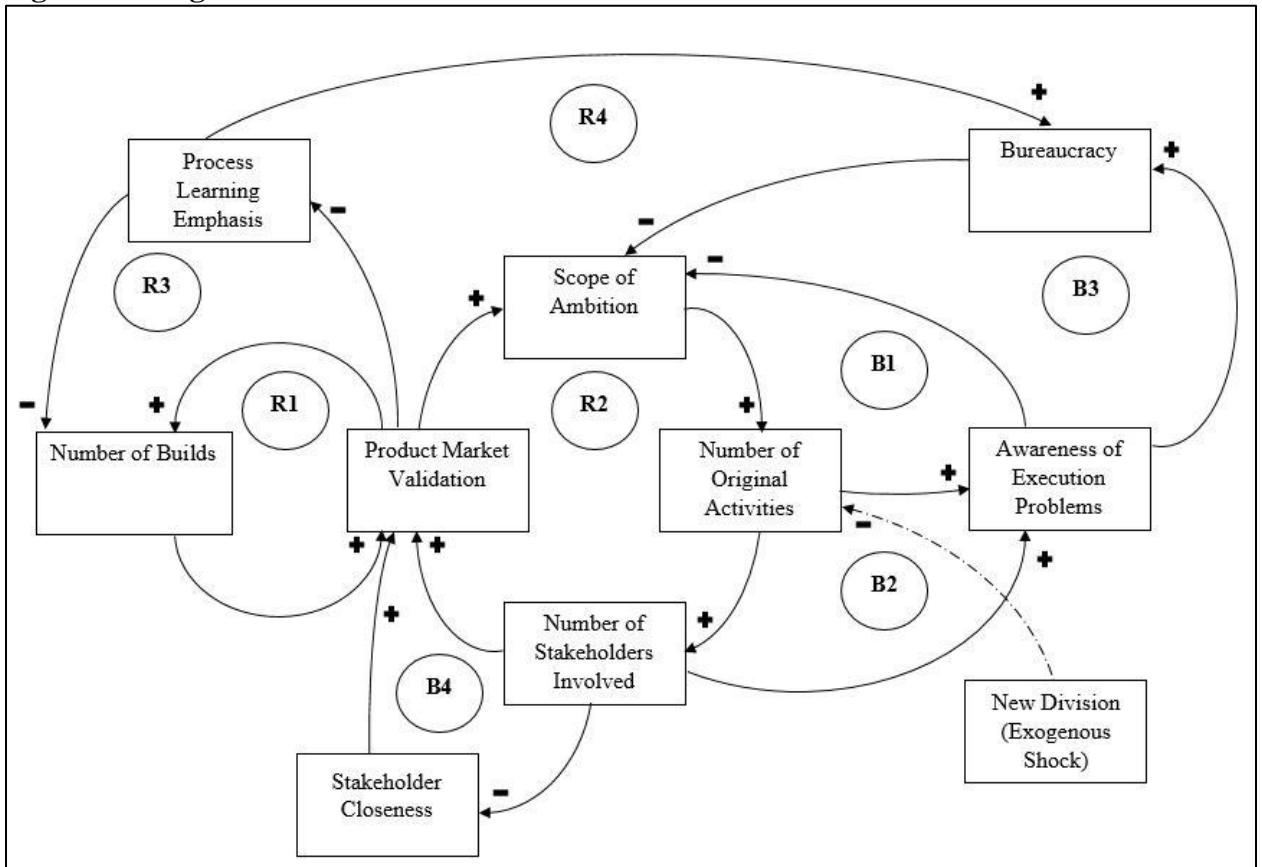 R4
+
Bureaucracy
+
Process
Learning
Emphasis
-
-
-
R3
Scope of
Ambition
+
B3
B1
R1
R2
-
+
+
Number of Builds
Product Market
Validation
Number of
Original
Activities
+
Awareness of
Execution
Problems
+
+
-
+
B2
+
Number of
Stakeholders
Involved
+
B4
New Division
(Exogenous
Shock)
Stakeholder
Closeness
-